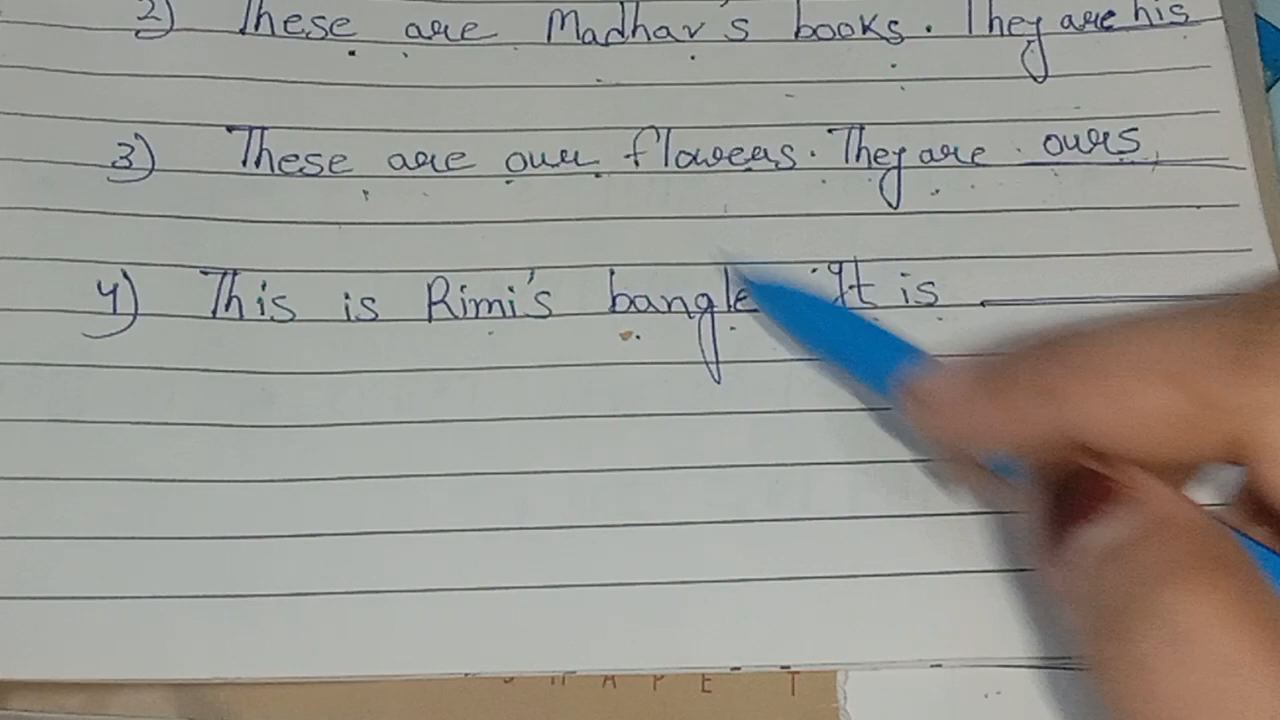 2) These are Madhav's books. They are his
3) These are our flowers. They are ours
4) This is Rimi's bangle. It is
A P E T